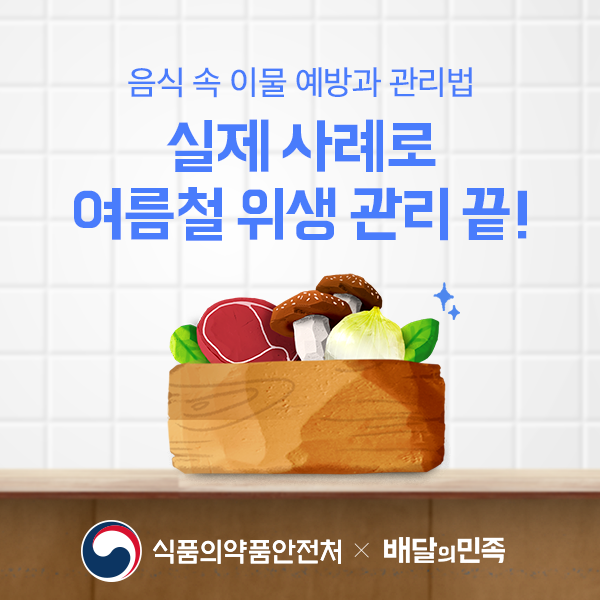 음식 속 이물 예방과 관리법
실제 사례로
여름철 위생 관리 끝!
식품의약품안전처 × 배달의민족